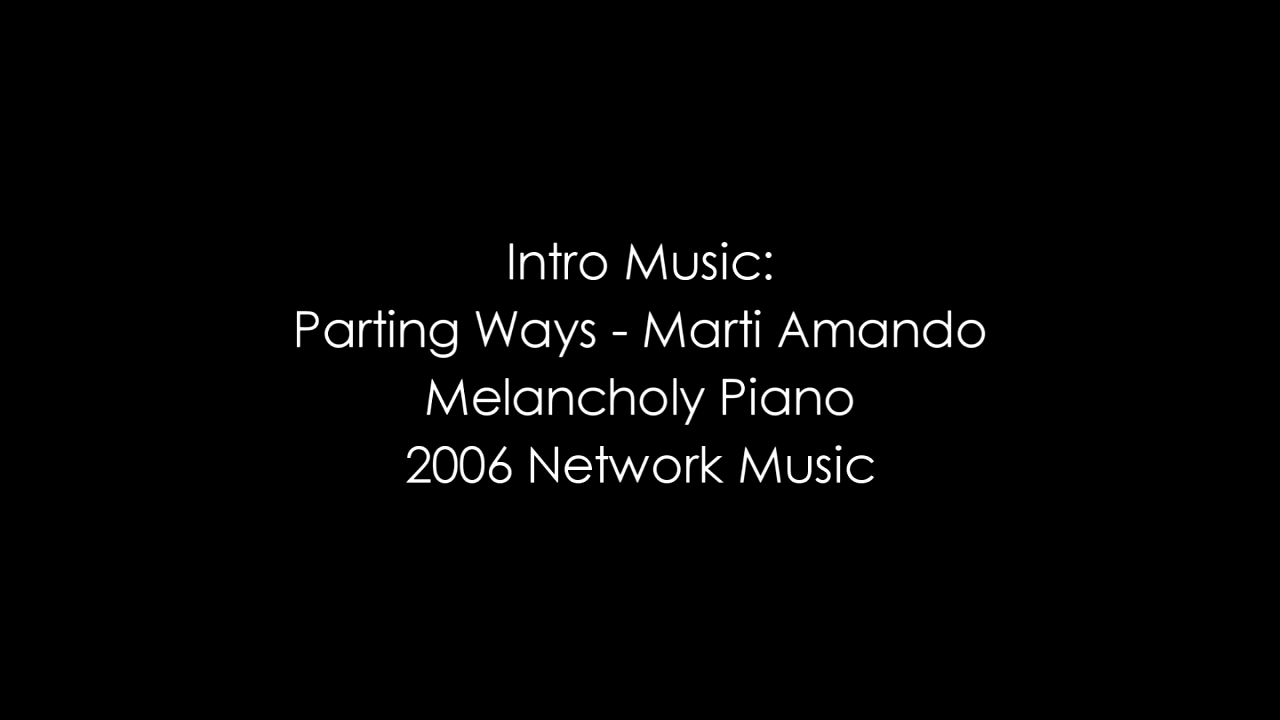 Intro Music:
Parting Ways - Marti Amando
Melancholy Piano
2006 Network Music